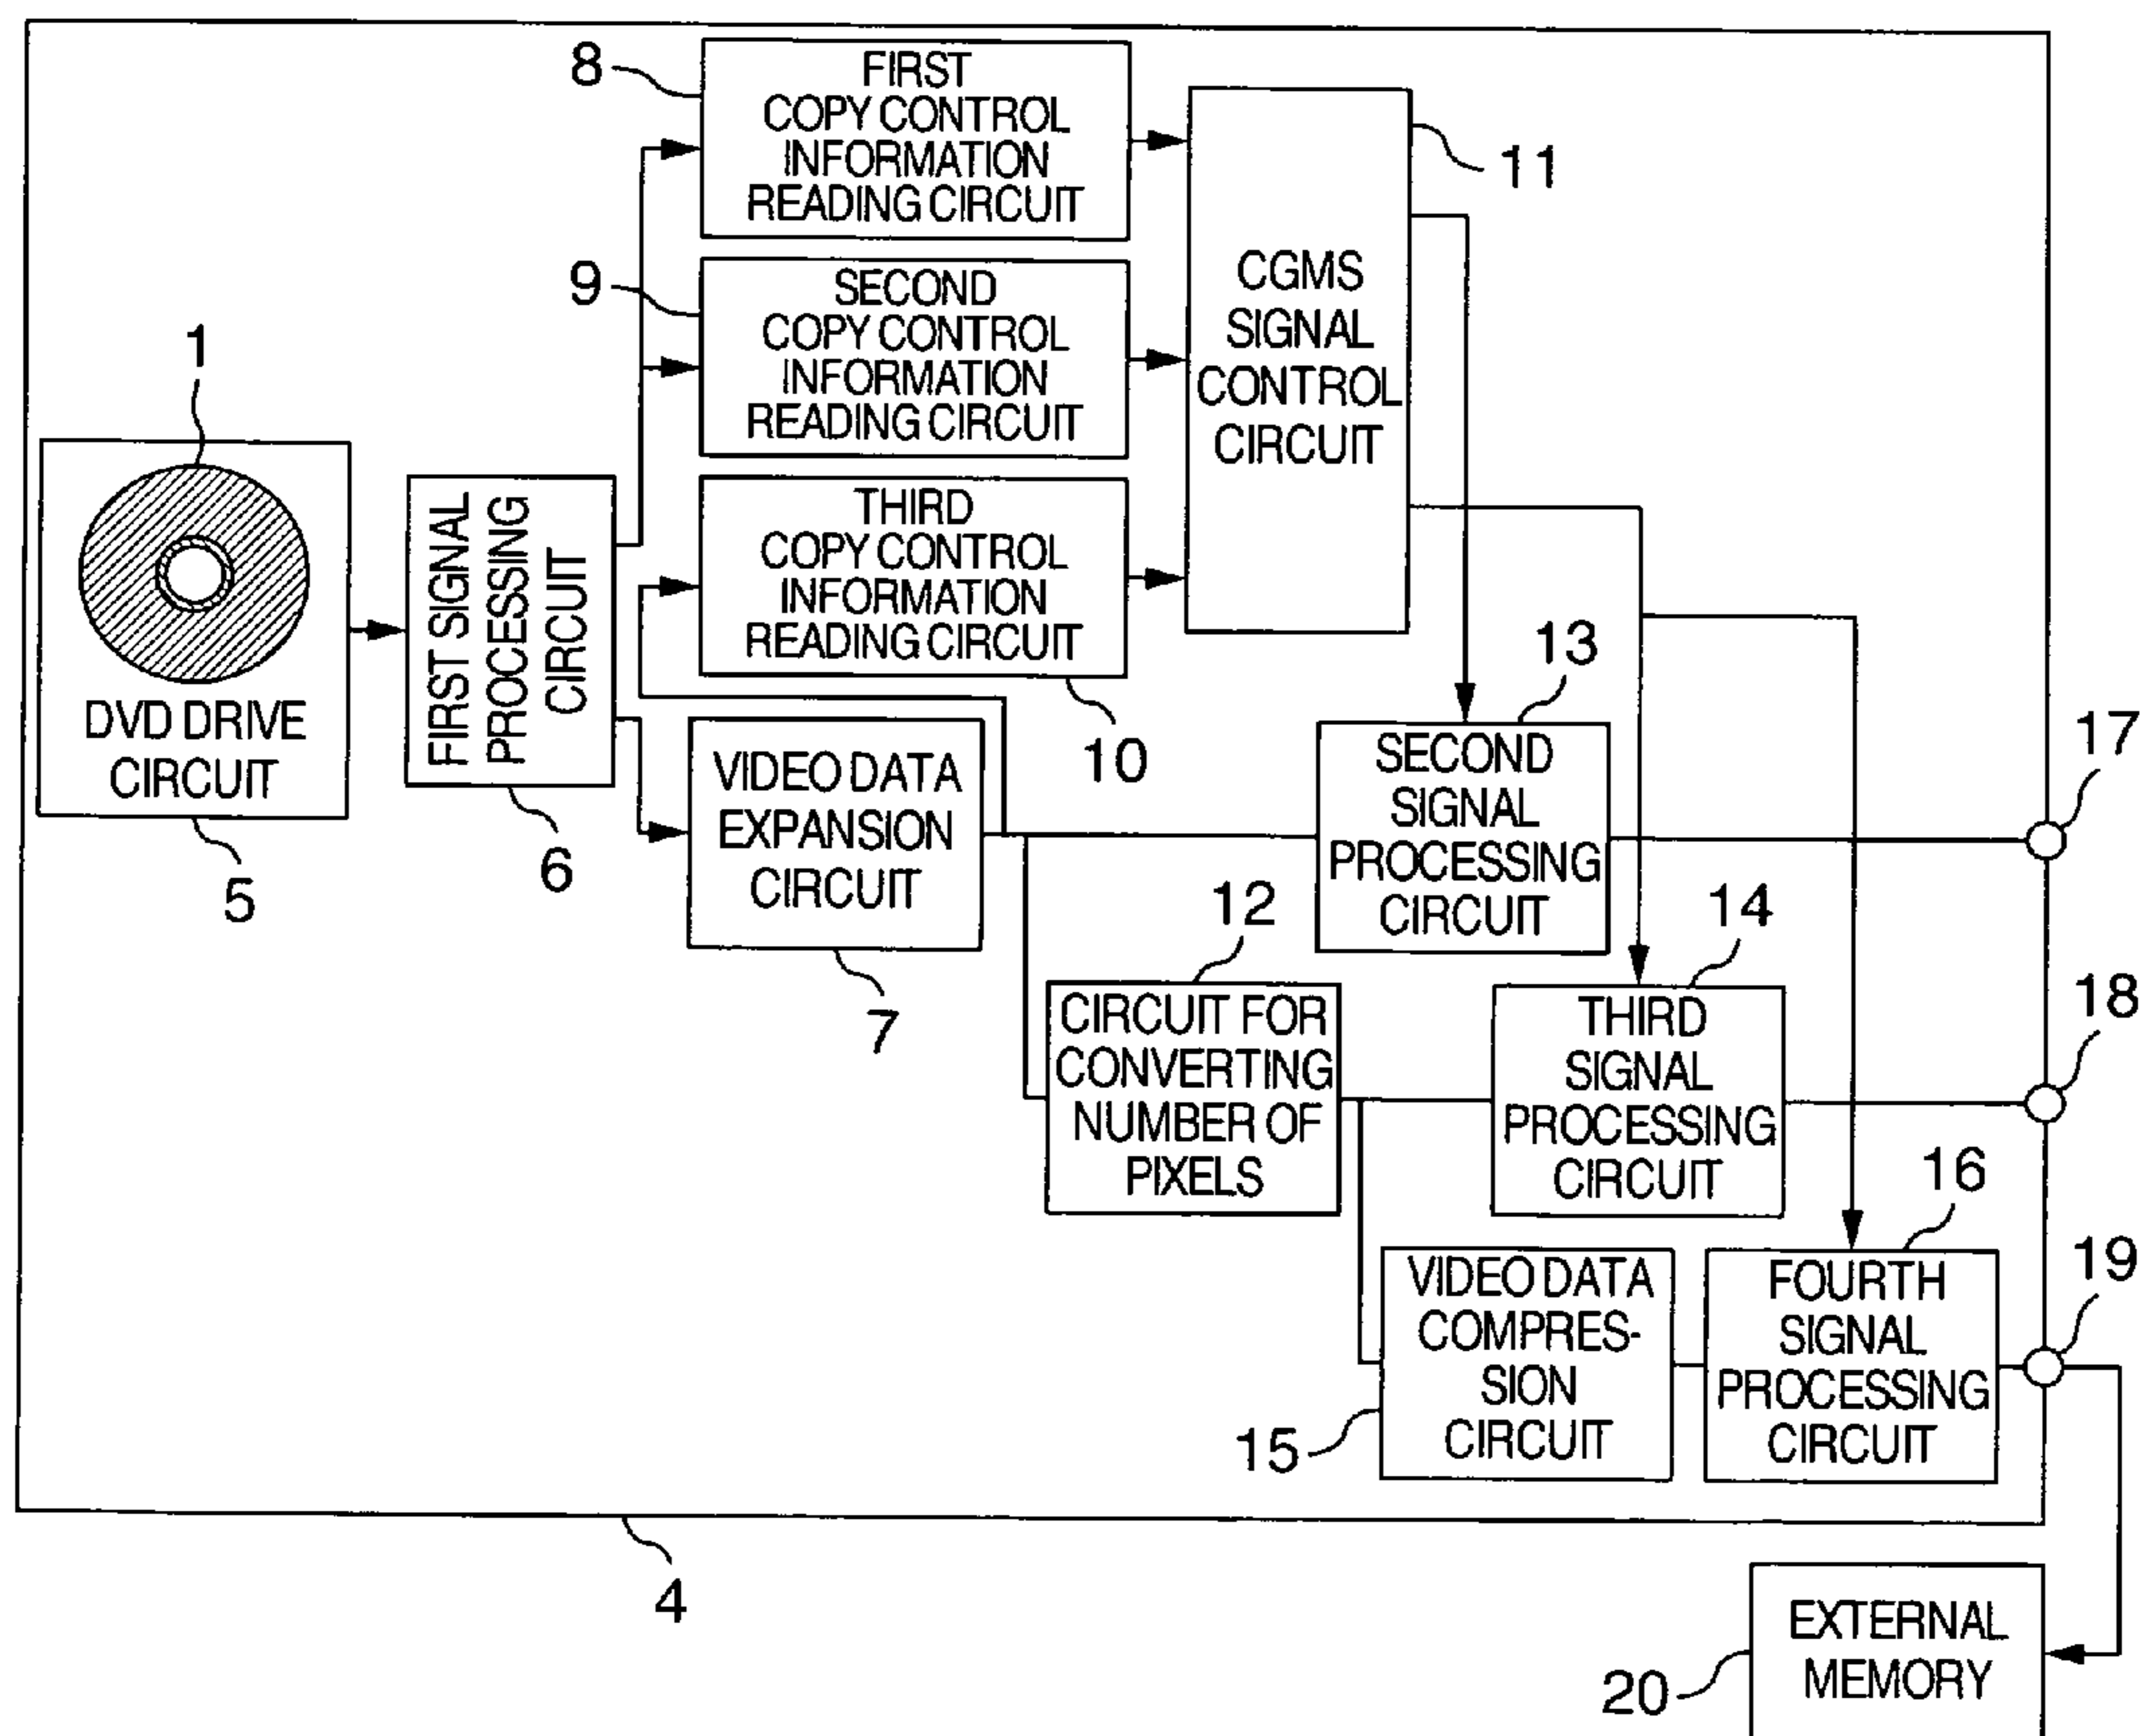 8
FIRST
COPY CONTROL
INFORMATION
READING CIRCUIT
11
CGMS
SIGNAL
CONTROL
CIRCUIT
9
SECOND
COPY CONTROL
INFORMATION
READING CIRCUIT
1
DVD DRIVE
CIRCUIT
5
FIRST SIGNAL
PROCESSING
CIRCUIT
6
THIRD
COPY CONTROL
INFORMATION
READING CIRCUIT
10
VIDEO DATA
EXPANSION
CIRCUIT
7
13
SECOND
SIGNAL
PROCESSING
CIRCUIT
17
12
CIRCUIT FOR
CONVERTING
NUMBER OF
PIXELS
14
THIRD
SIGNAL
PROCESSING
CIRCUIT
18
15
VIDEO DATA
COMPRES-
SION
CIRCUIT
16
FOURTH
SIGNAL
PROCESSING
CIRCUIT
19
4
20
EXTERNAL
MEMORY